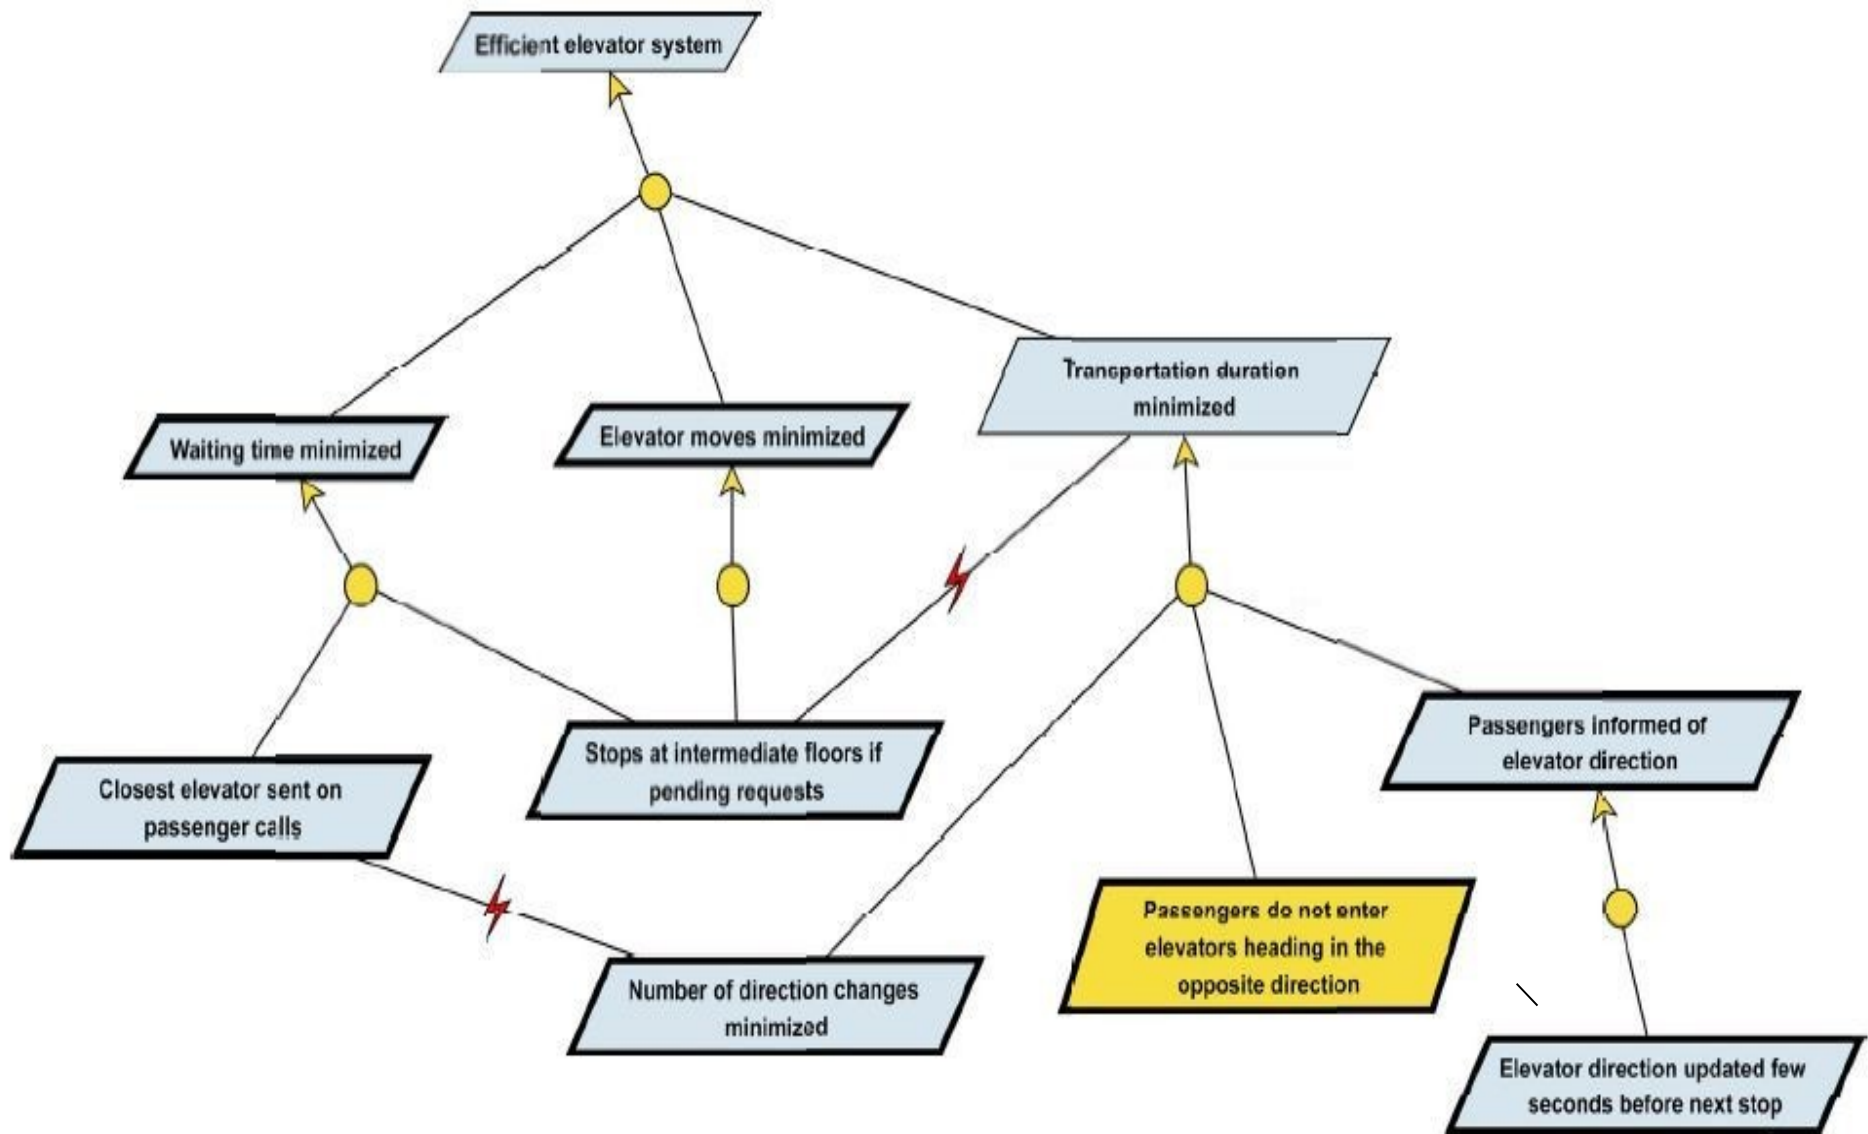 Efficient elevator system
Transportation duration
minimized
Waiting time minimized
Elevator moves minimized
Passengers informed of
elevator direction
Closest elevator sent on
passenger calls
Stops at intermediate floors if
pending requests
Number of direction changes
minimized
Passengers do not enter
elevators heading in the
opposite direction
Elevator direction updated few
seconds before next stop